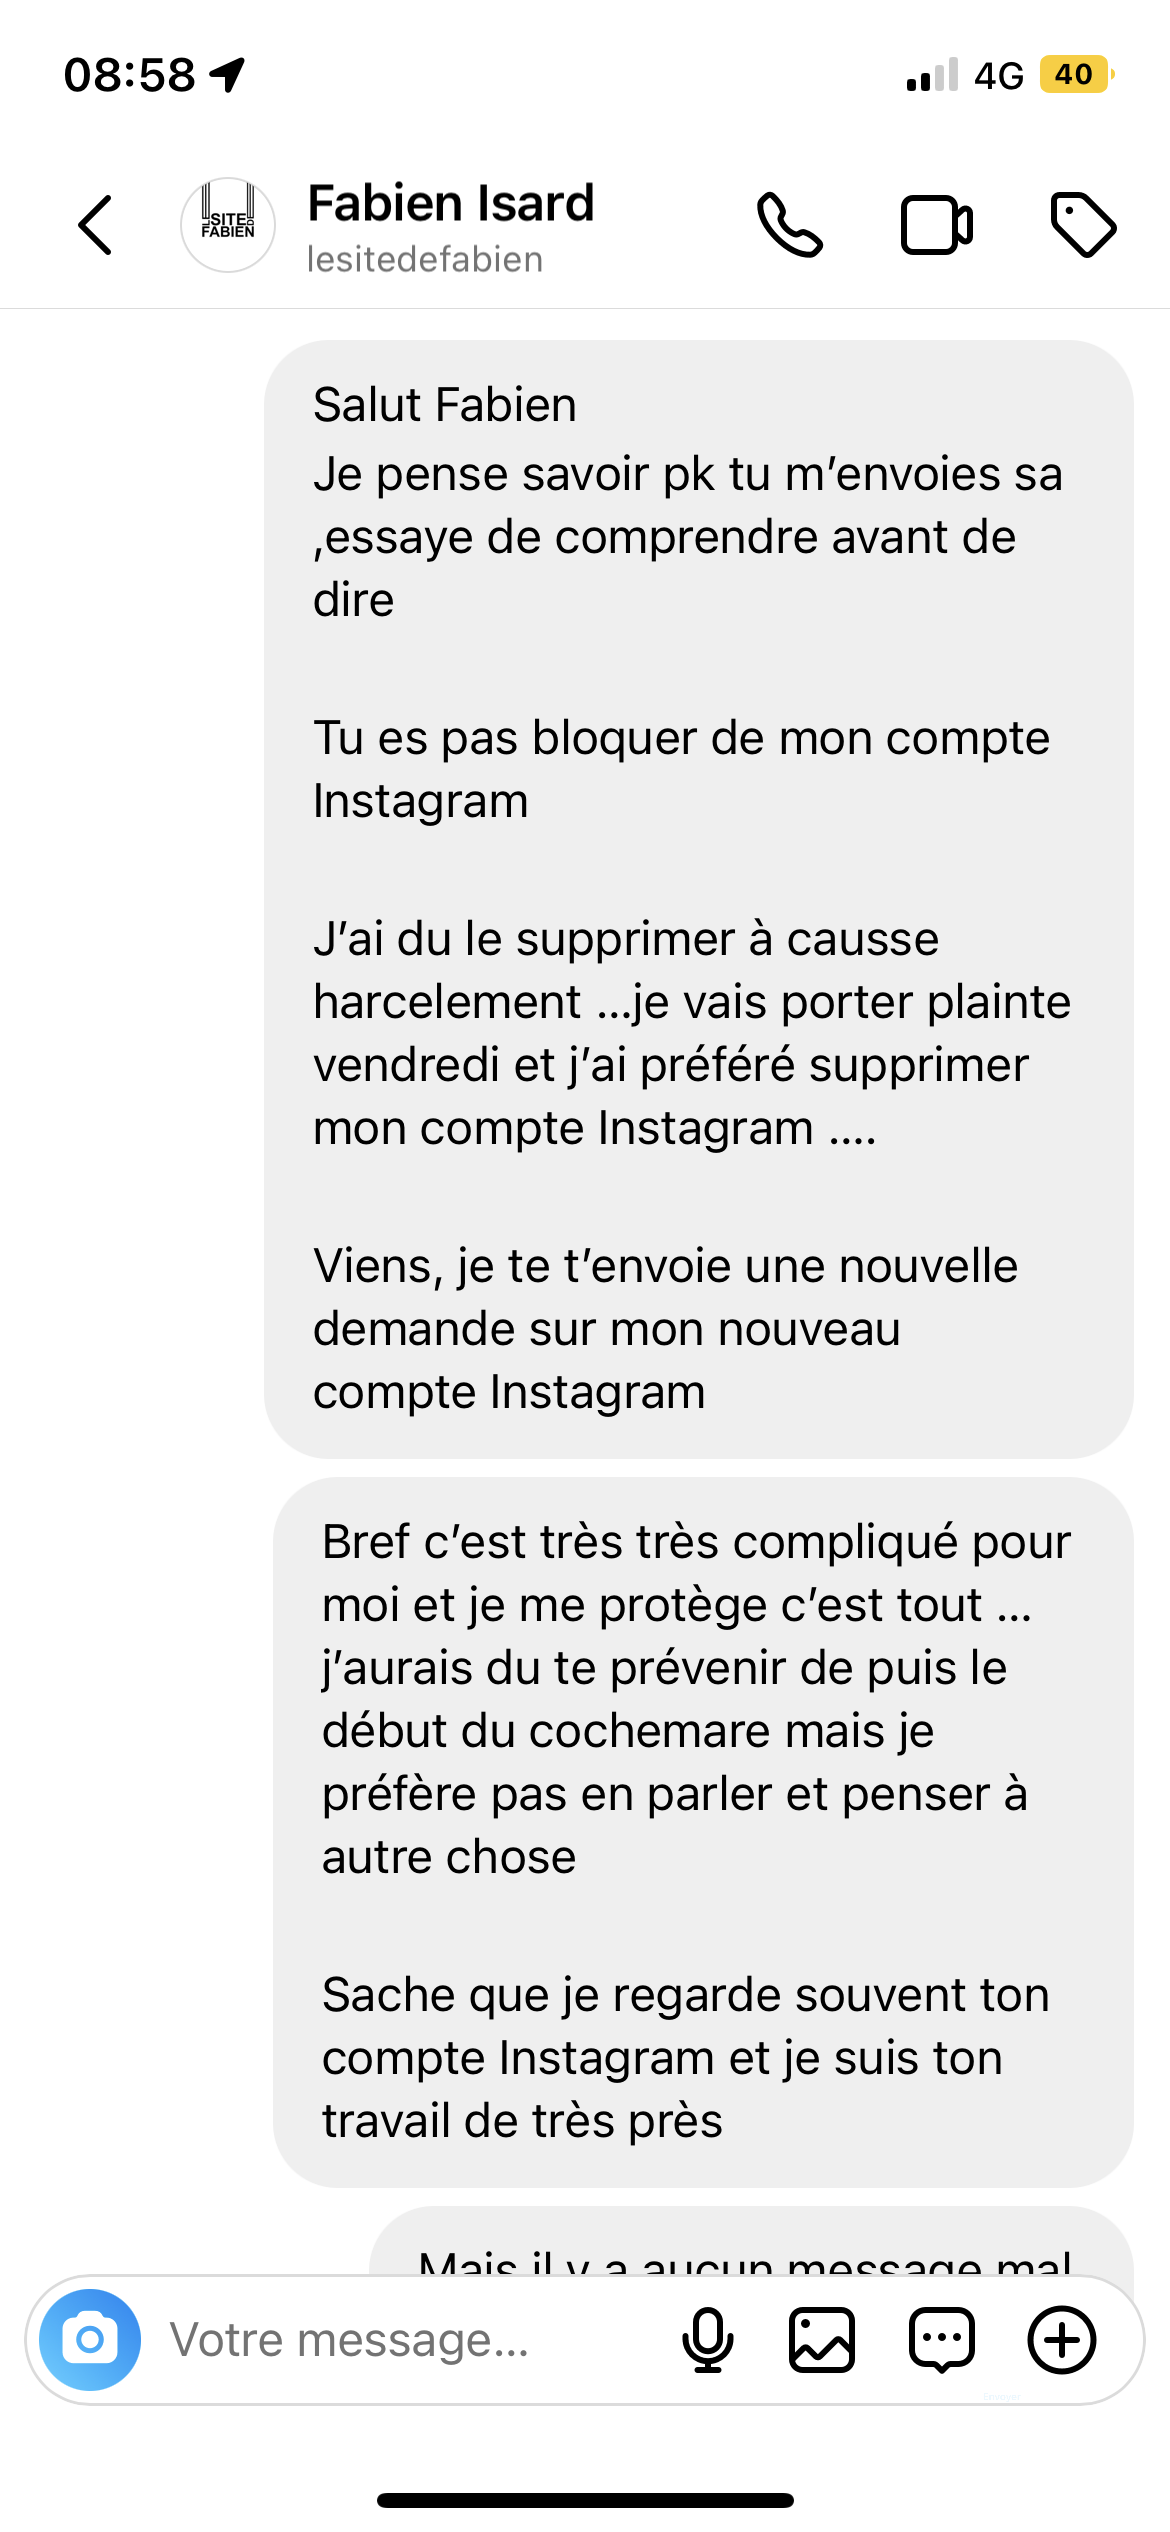 08:58
4G 40
Fabien Isard
lesitedefabien
LE SITE DE
FABIEN
Salut Fabien
Je pense savoir pk tu m’envoies sa
,essaye de comprendre avant de
dire
Tu es pas bloquer de mon compte
Instagram
J’ai du le supprimer à causse
harcelement ...je vais porter plainte
vendredi et j’ai préféré supprimer
mon compte Instagram ....
Viens, je te t’envoie une nouvelle
demande sur mon nouveau
compte Instagram
Bref c’est très très compliqué pour
moi et je me protège c’est tout ...
j’aurais du te prévenir de puis le
début du cochemare mais je
préfère pas en parler et penser à
autre chose
Sache que je regarde souvent ton
compte Instagram et je suis ton
travail de très près
Mais il y a aucun message mal
Votre message...
Envoyer